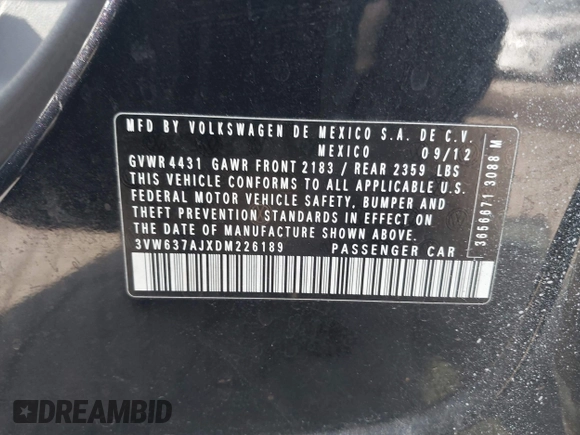 MFD BY VOLKSWAGEN DE MEXICO S.A. DE C.V.
MEXICO 09/12
GVWR 4431 GAWR FRONT 2183 / REAR 2359 LBS
THIS VEHICLE CONFORMS TO ALL APPLICABLE U.S.
FEDERAL MOTOR VEHICLE SAFETY, BUMPER AND
THEFT PREVENTION STANDARDS IN EFFECT ON
THE DATE OF MANUFACTURE SHOWN ABOVE.
3VW637AJXDM226189 PASSENGER CAR
3656671 3088 M
DREAMBID